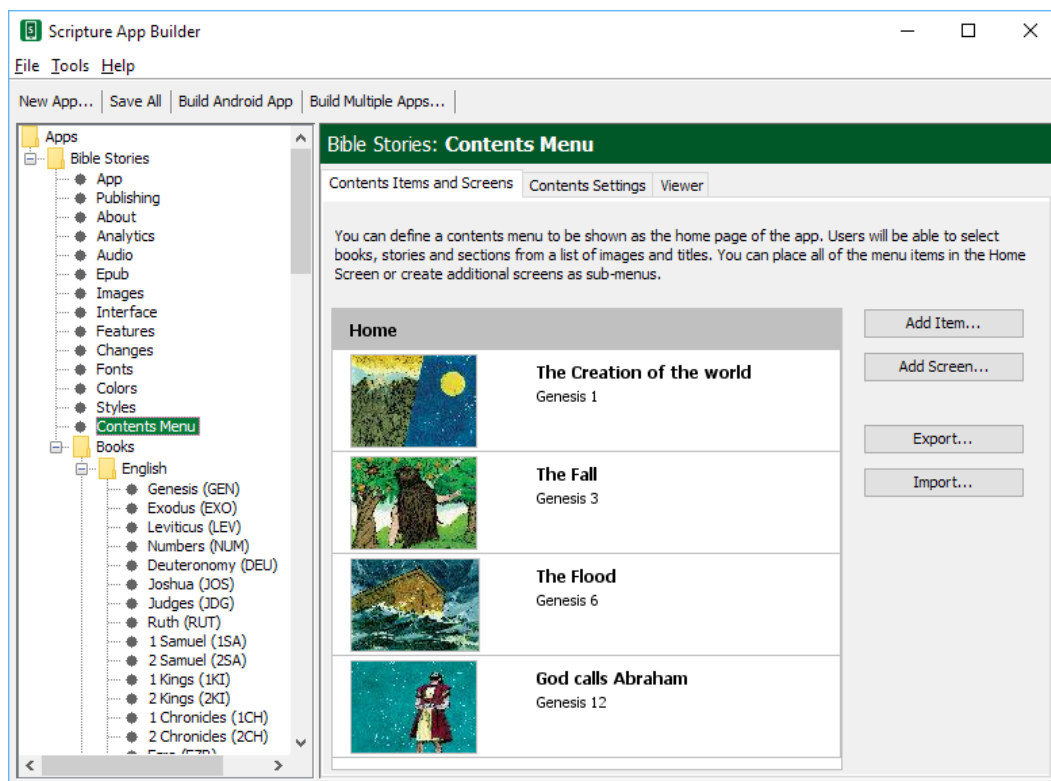 Scripture App Builder
File Tools Help
New App... Save All Build Android App Build Multiple Apps...
Apps
Bible Stories
App
Publishing
About
Analytics
Audio
Epub
Images
Interface
Features
Changes
Fonts
Colors
Styles
Contents Menu
Books
English
Genesis (GEN)
Exodus (EXO)
Leviticus (LEV)
Numbers (NUM)
Deuteronomy (DEU)
Joshua (JOS)
Judges (JDG)
Ruth (RUT)
1 Samuel (1SA)
2 Samuel (2SA)
1 Kings (1KI)
2 Kings (2KI)
1 Chronicles (1CH)
2 Chronicles (2CH)
Bible Stories: Contents Menu
Contents Items and Screens Contents Settings Viewer
You can define a contents menu to be shown as the home page of the app. Users will be able to select
books, stories and sections from a list of images and titles. You can place all of the menu items in the Home
Screen or create additional screens as sub-menus.
Home
The Creation of the world
Genesis 1
The Fall
Genesis 3
The Flood
Genesis 6
God calls Abraham
Genesis 12
Add Item...
Add Screen...
Export...
Import...